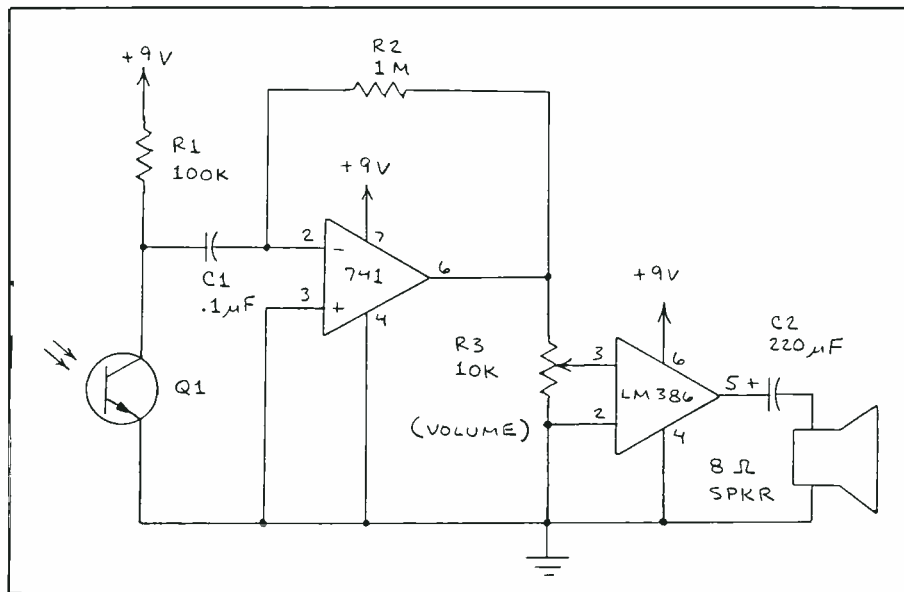 +9V
R1
100K
R2
1M
+9V
2
-
7
741
6
3
+
4
C1
.1µF
Q1
R3
10K
(VOLUME)
+9V
3
6
LM386
5 +
2
4
C2
220µF
8 Ω
SPKR